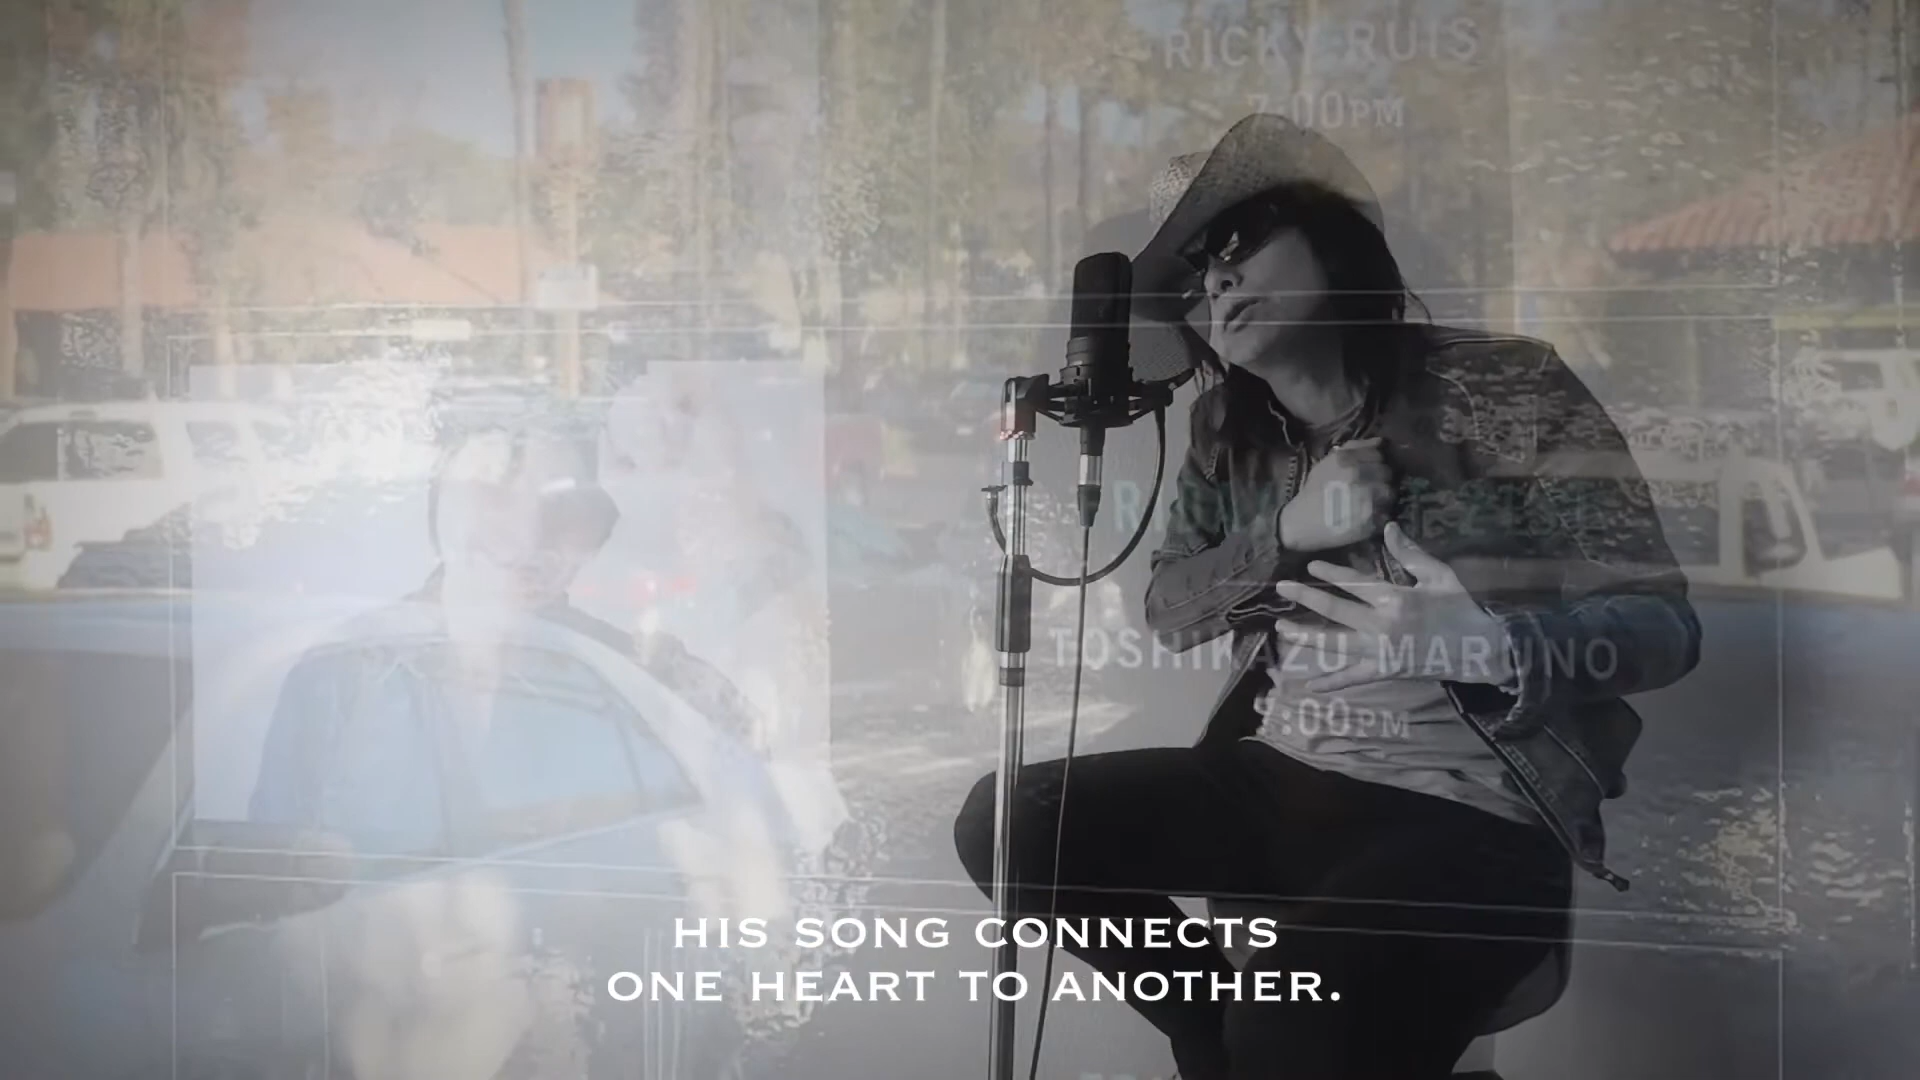 RICKY RUIS
7:00PM
TOSHIKAZU MARUNO
9:00PM
HIS SONG CONNECTS
ONE HEART TO ANOTHER.